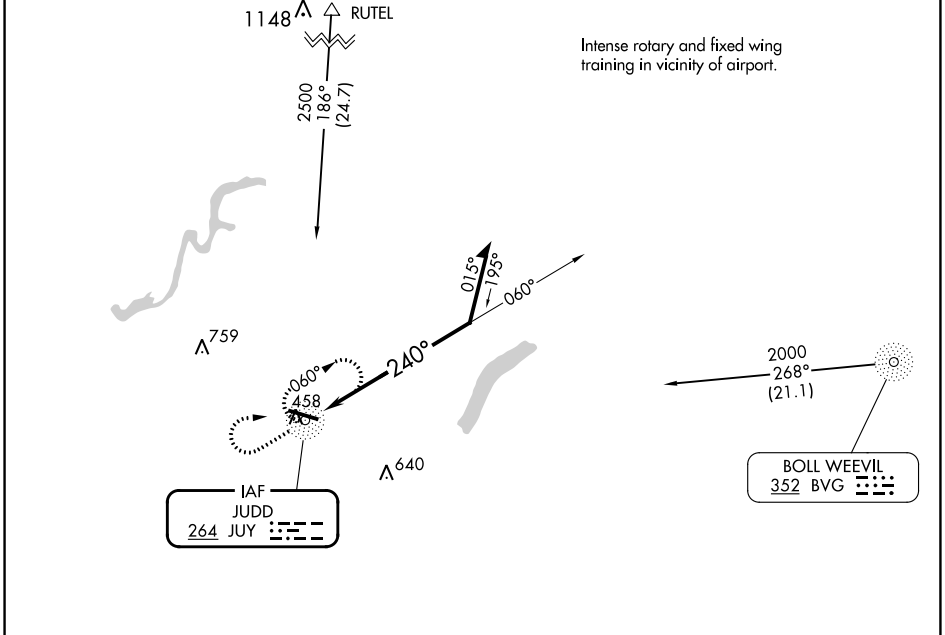 1148
RUTEL
Intense rotary and fixed wing
training in vicinity of airport.
2500
186°
(24.7)
015°
195°
060°
759
240°
060°
458
2000
268°
(21.1)
640
BOLL WEEVIL
352 BVG
IAF
JUDD
264 JUY